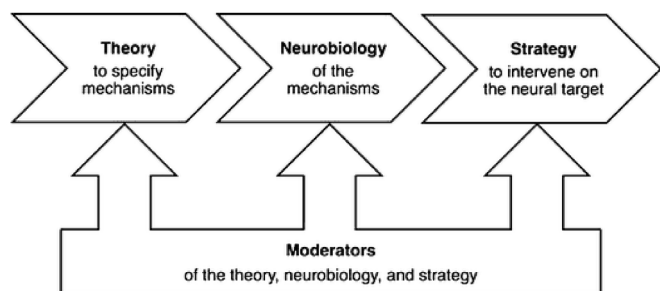 Theory
to specify
mechanisms
Neurobiology
of the
mechanisms
Strategy
to intervene on
the neural target
Moderators
of the theory, neurobiology, and strategy